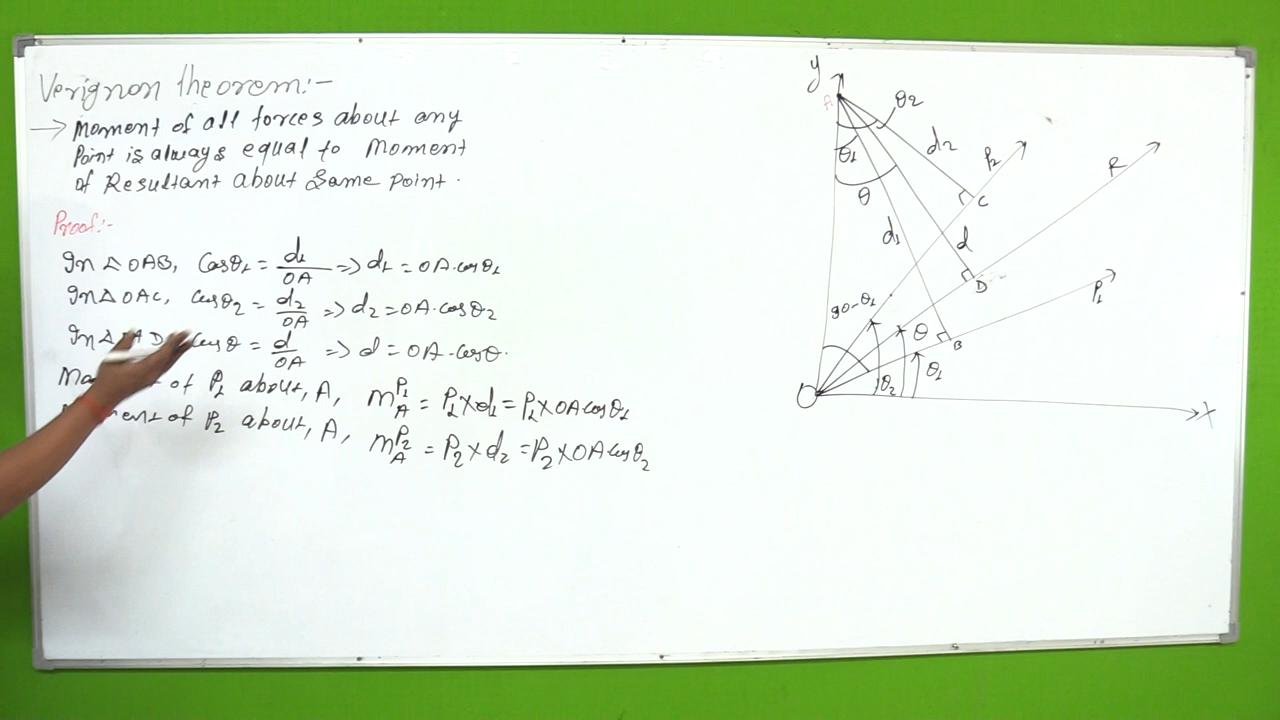 Verignon theorem:-
→ Moment of all forces about any
Point is always equal to Moment
of Resultant about Same point.
Proof:-
In △OAB, Cosθ1 = d1/OA => d1 = OA.cosθ1
In △OAC, cosθ2 = d2/OA => d2 = OA.cosθ2
In △ A D cosθ = d/OA => d = OA.cosθ.
of P1 about, A, m_A^P1 = P1×d1 = P1×OA cosθ1
of P2 about, A, m_A^P2 = P2×d2 = P2×OA cosθ2
y
A
θ2
θ1
d2
P2
R
θ
C
d1
d
D
P1
90-θ1
θ
B
θ1
θ2
O
X